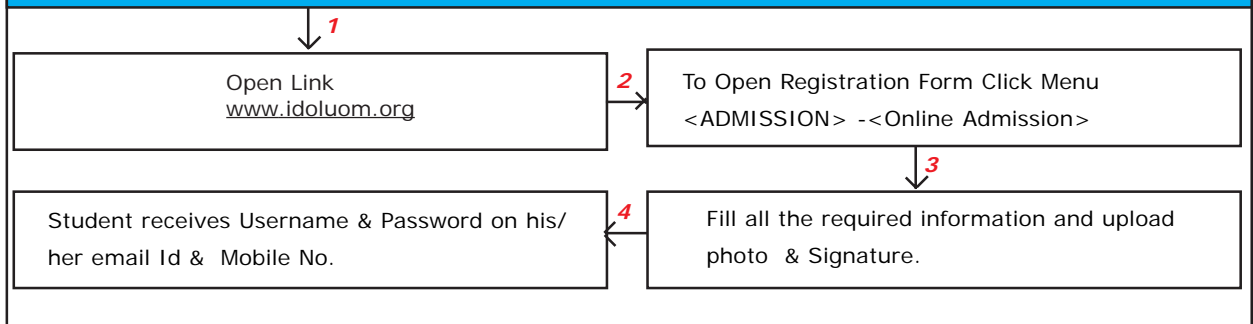 1
Open Link
www.idoluom.org
2
To Open Registration Form Click Menu
<ADMISSION> -<Online Admission>
3
Fill all the required information and upload
photo & Signature.
4
Student receives Username & Password on his/
her email Id & Mobile No.